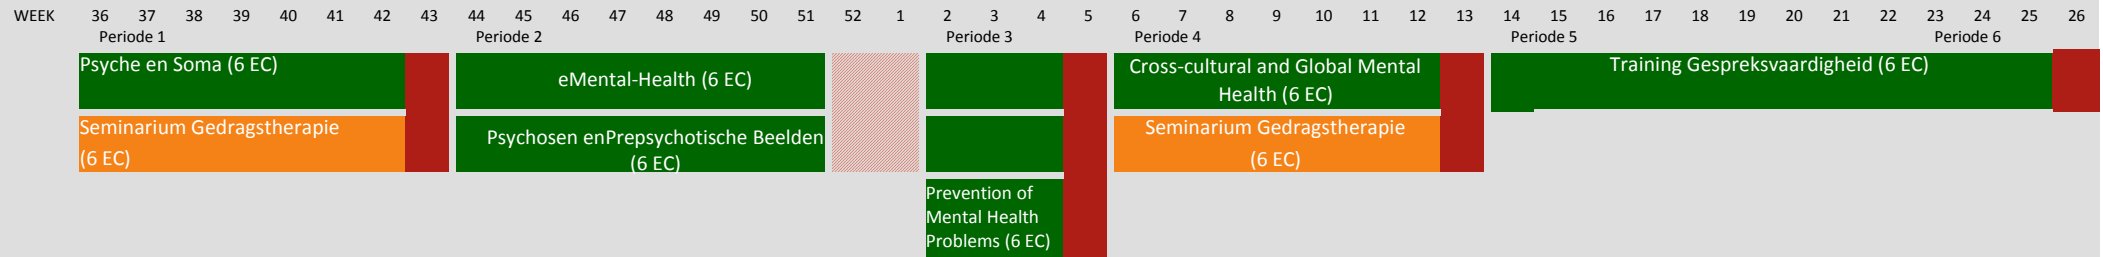 WEEK 36 37 38 39 40 41 42 43 44 45 46 47 48 49 50 51 52 1 2 3 4 5 6 7 8 9 10 11 12 13 14 15 16 17 18 19 20 21 22 23 24 25 26
Periode 1 Periode 2 Periode 3 Periode 4 Periode 5 Periode 6
Psyche en Soma (6 EC)
eMental-Health (6 EC)
Cross-cultural and Global Mental
Health (6 EC)
Training Gespreksvaardigheid (6 EC)
Seminarium Gedragstherapie
(6 EC)
Psychosen enPrepsychotische Beelden
(6 EC)
Seminarium Gedragstherapie
(6 EC)
Prevention of
Mental Health
Problems (6 EC)